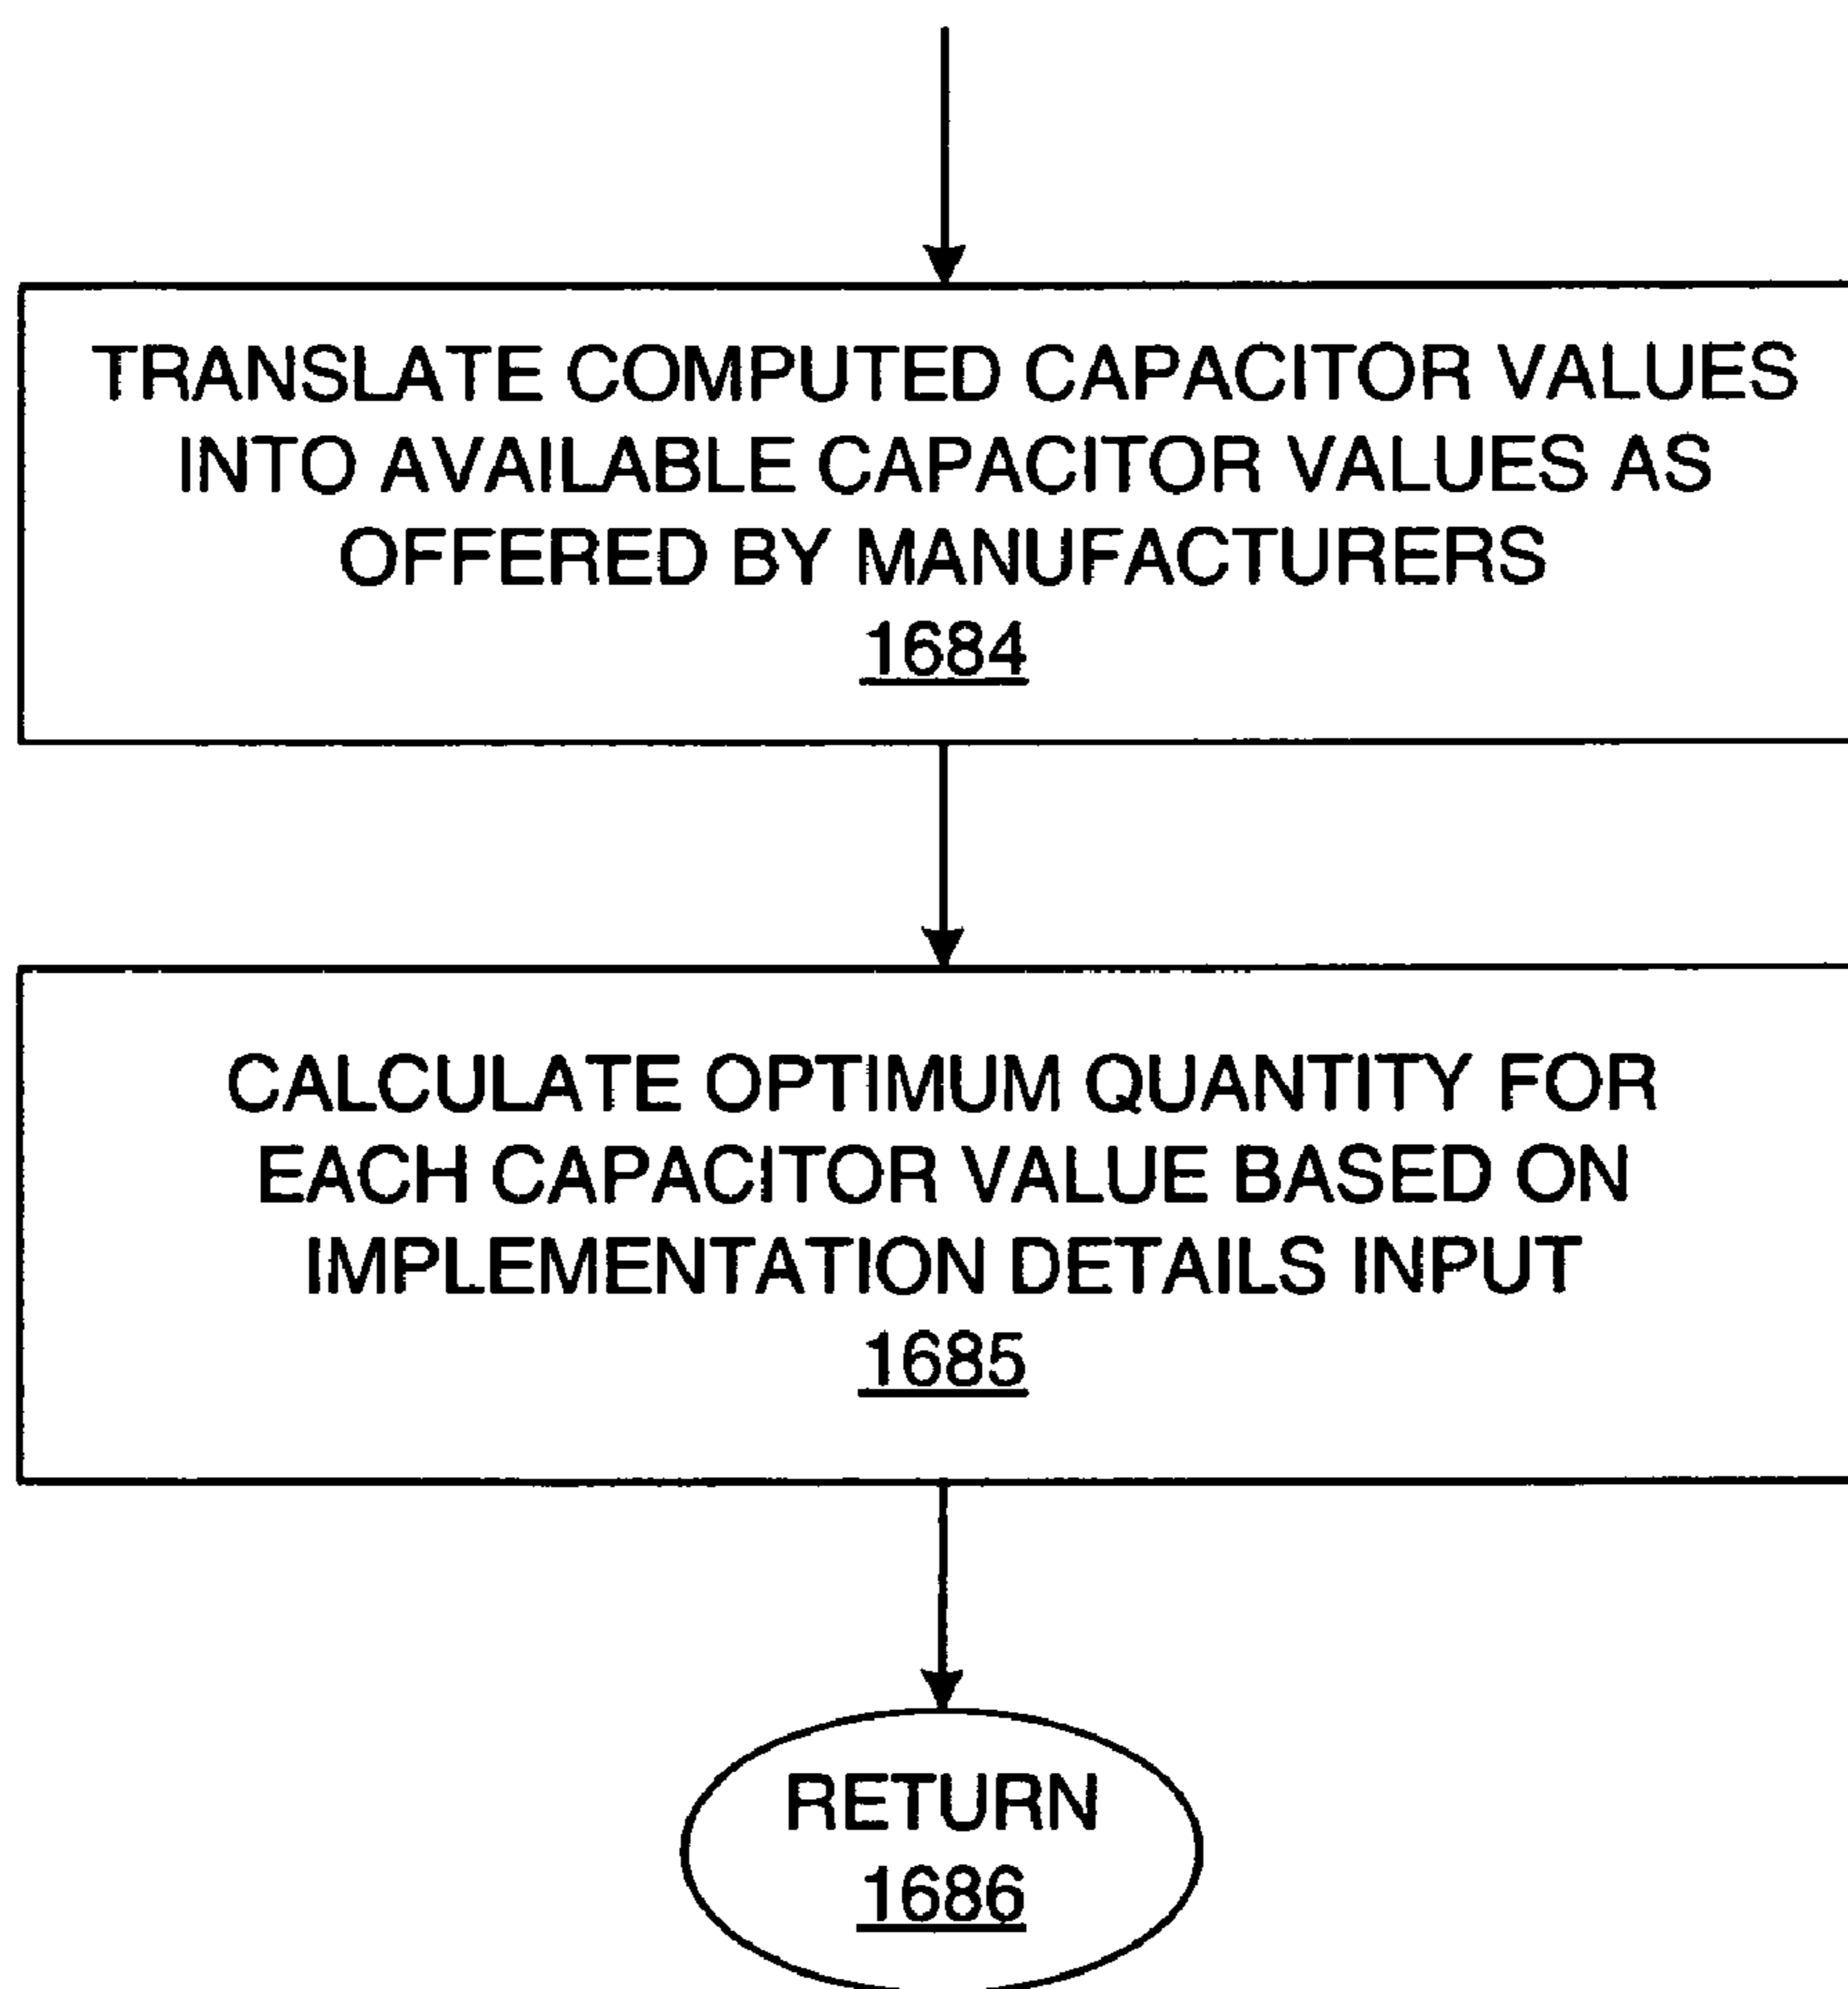 TRANSLATE COMPUTED CAPACITOR VALUES
INTO AVAILABLE CAPACITOR VALUES AS
OFFERED BY MANUFACTURERS
1684
CALCULATE OPTIMUM QUANTITY FOR
EACH CAPACITOR VALUE BASED ON
IMPLEMENTATION DETAILS INPUT
1685
RETURN
1686